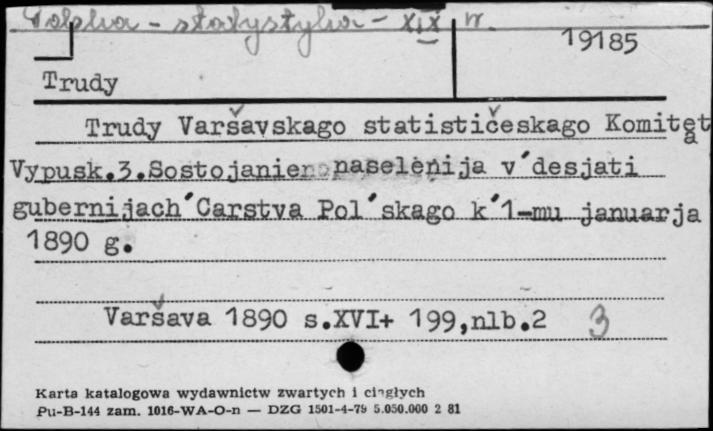 Polska - statystyka - XIX w.
19185
Trudy
Trudy Varšavskago statističeskago Komiteta
Vypusk.3.Sostojanie naselenija v'desjati
gubernijach'Carstva Pol'skago k'1-mu januarja
1890 g.
Varšava 1890 s.XVI+ 199,nlb.2 3
Karta katalogowa wydawnictw zwartych i ciągłych
Pu-B-144 zam. 1016-WA-O-n — DZG 1501-4-79 5.050.000 2 81